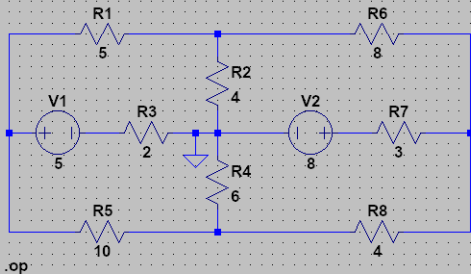 R1 R6
5 8
R2
4
V1 R3 V2 R7
+ - - +
5 2 8 3
R4
6
R5 R8
10 4
.op